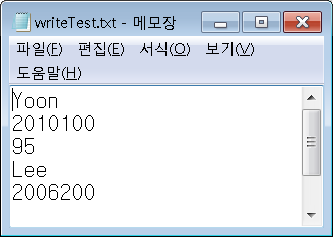 writeTest.txt - 메모장
파일(F) 편집(E) 서식(O) 보기(V)
도움말(H)
Yoon
2010100
95
Lee
2006200